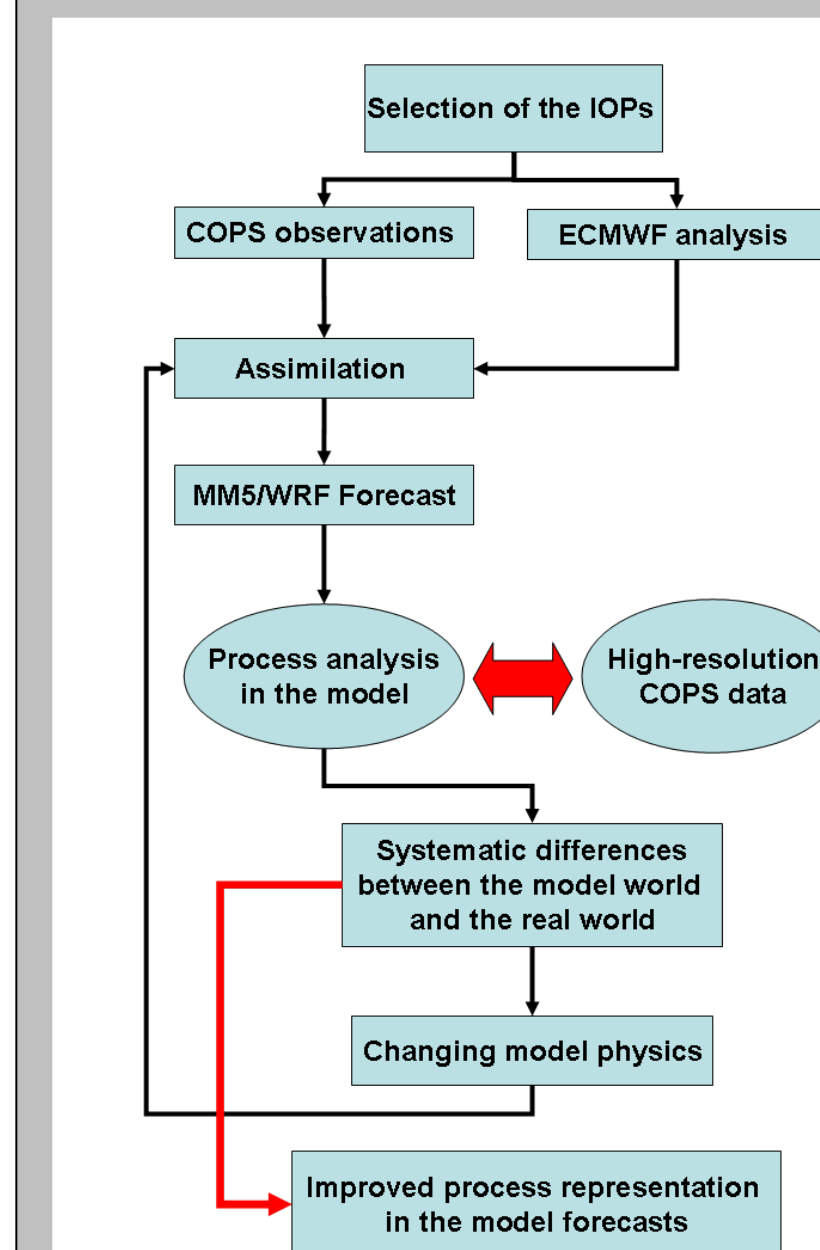 Selection of the IOPs
COPS observations
ECMWF analysis
Assimilation
MM5/WRF Forecast
Process analysis
in the model
High-resolution
COPS data
Systematic differences
between the model world
and the real world
Changing model physics
Improved process representation
in the model forecasts